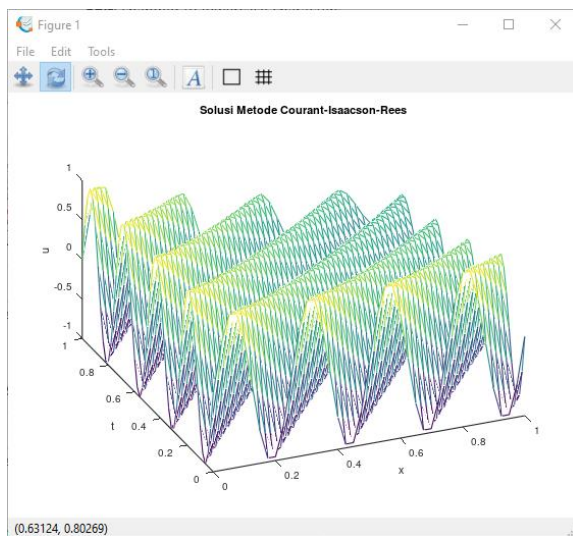 Figure 1
File Edit Tools
A
Solusi Metode Courant-Isaacson-Rees
1
0.5
0
-0.5
-1
u
1
0.8
0.6
0.4
0.2
0
t
0
0.2
0.4
0.6
0.8
1
x
(0.63124, 0.80269)